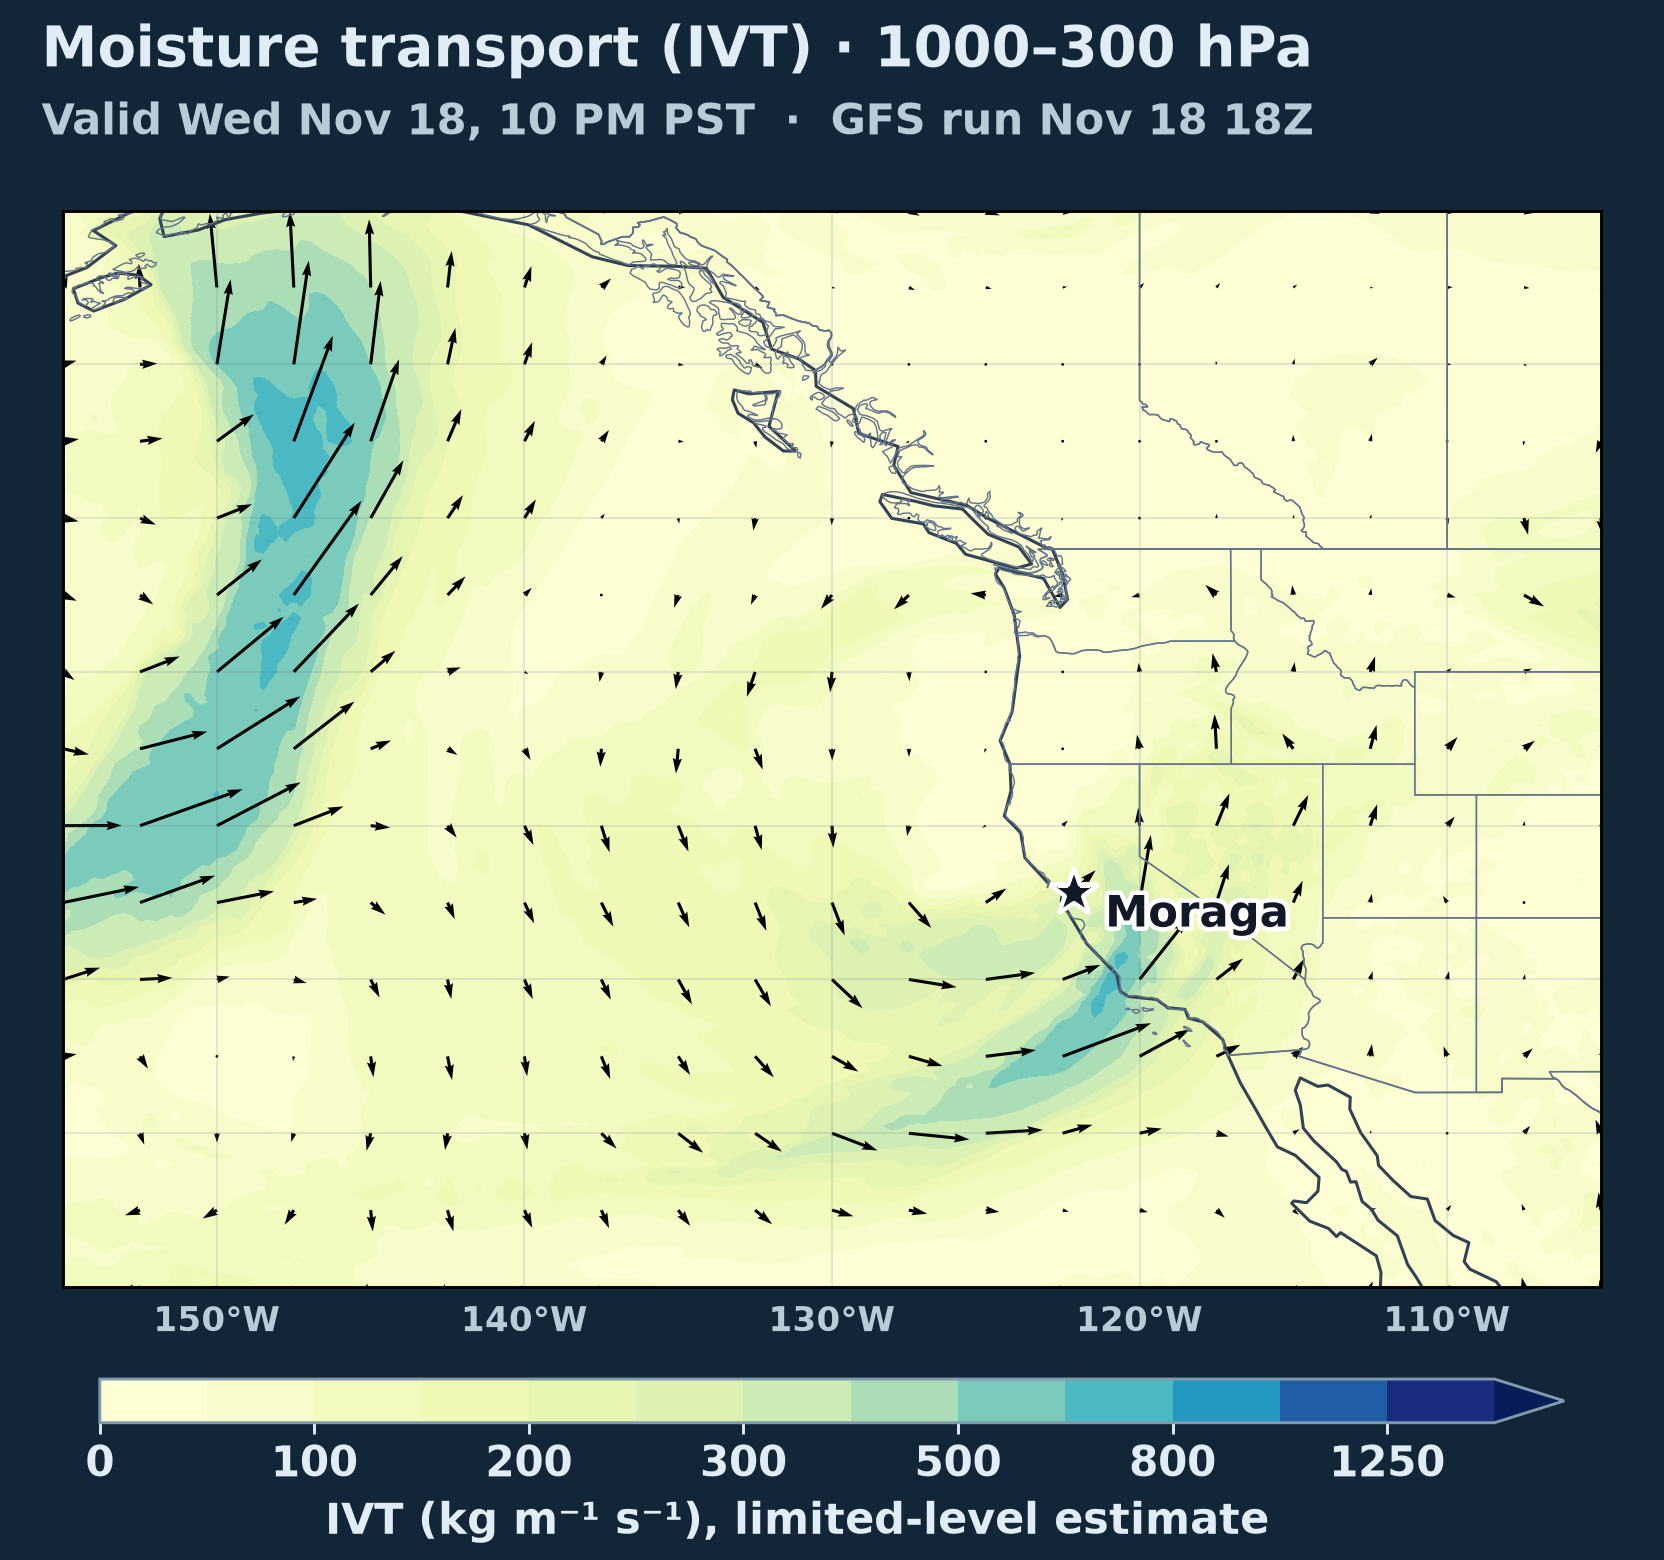 Moisture transport (IVT) · 1000–300 hPa
Valid Wed Nov 18, 10 PM PST · GFS run Nov 18 18Z
Moraga
150°W 140°W 130°W 120°W 110°W
0 100 200 300 500 800 1250
IVT (kg m⁻¹ s⁻¹), limited-level estimate